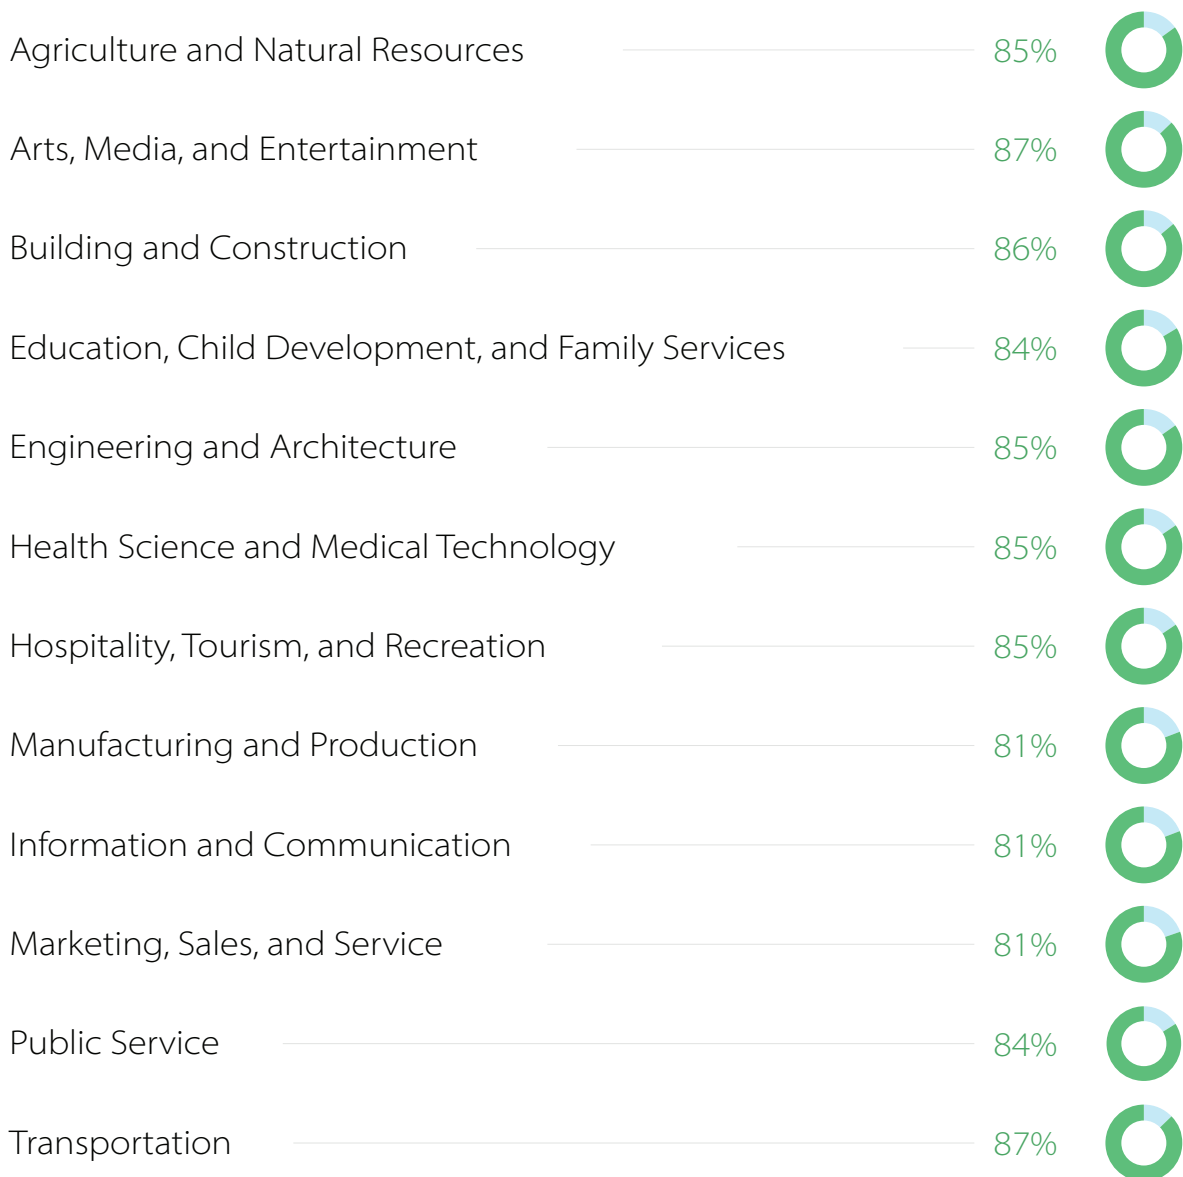 Agriculture and Natural Resources 85%
Arts, Media, and Entertainment 87%
Building and Construction 86%
Education, Child Development, and Family Services 84%
Engineering and Architecture 85%
Health Science and Medical Technology 85%
Hospitality, Tourism, and Recreation 85%
Manufacturing and Production 81%
Information and Communication 81%
Marketing, Sales, and Service 81%
Public Service 84%
Transportation 87%